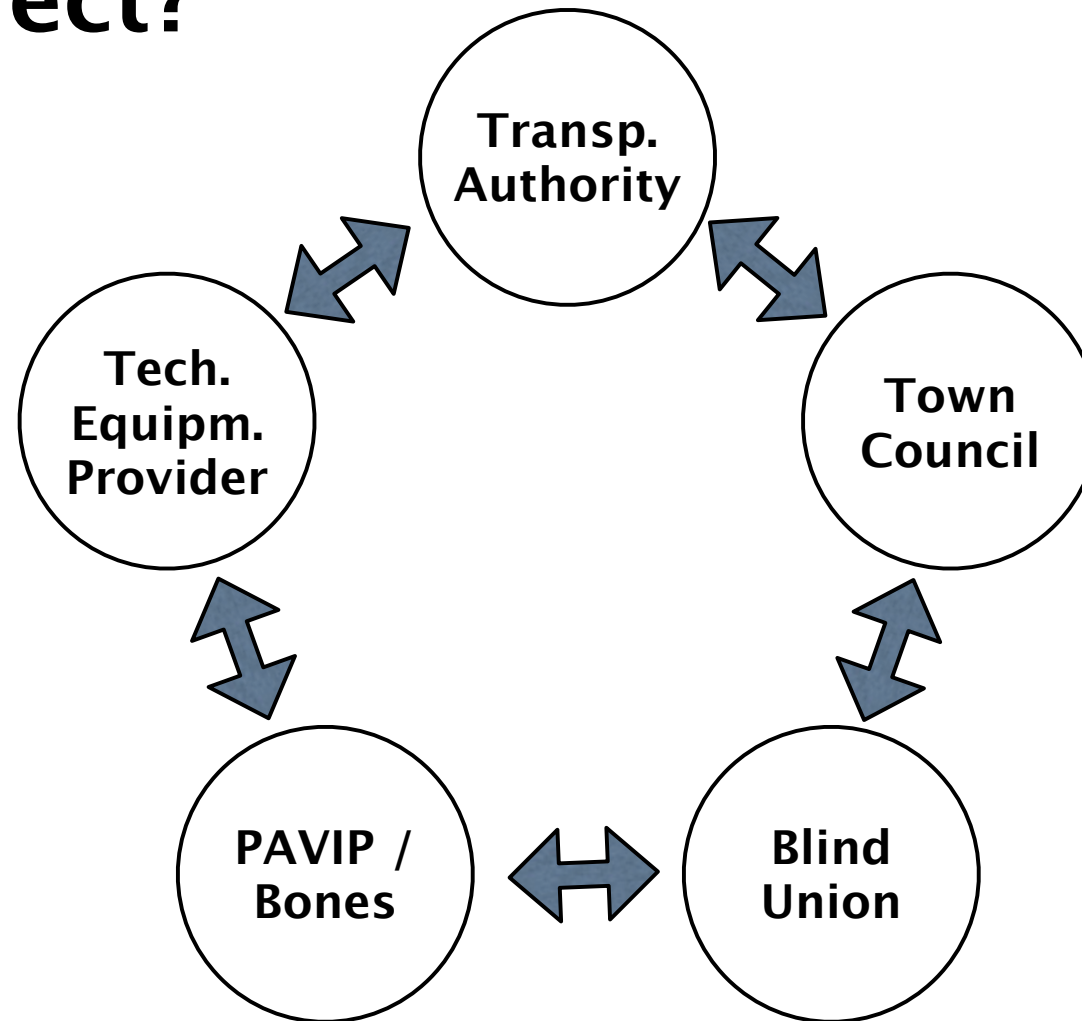 ect?
Transp.
Authority
Tech.
Equipm.
Provider
Town
Council
PAVIP /
Bones
Blind
Union